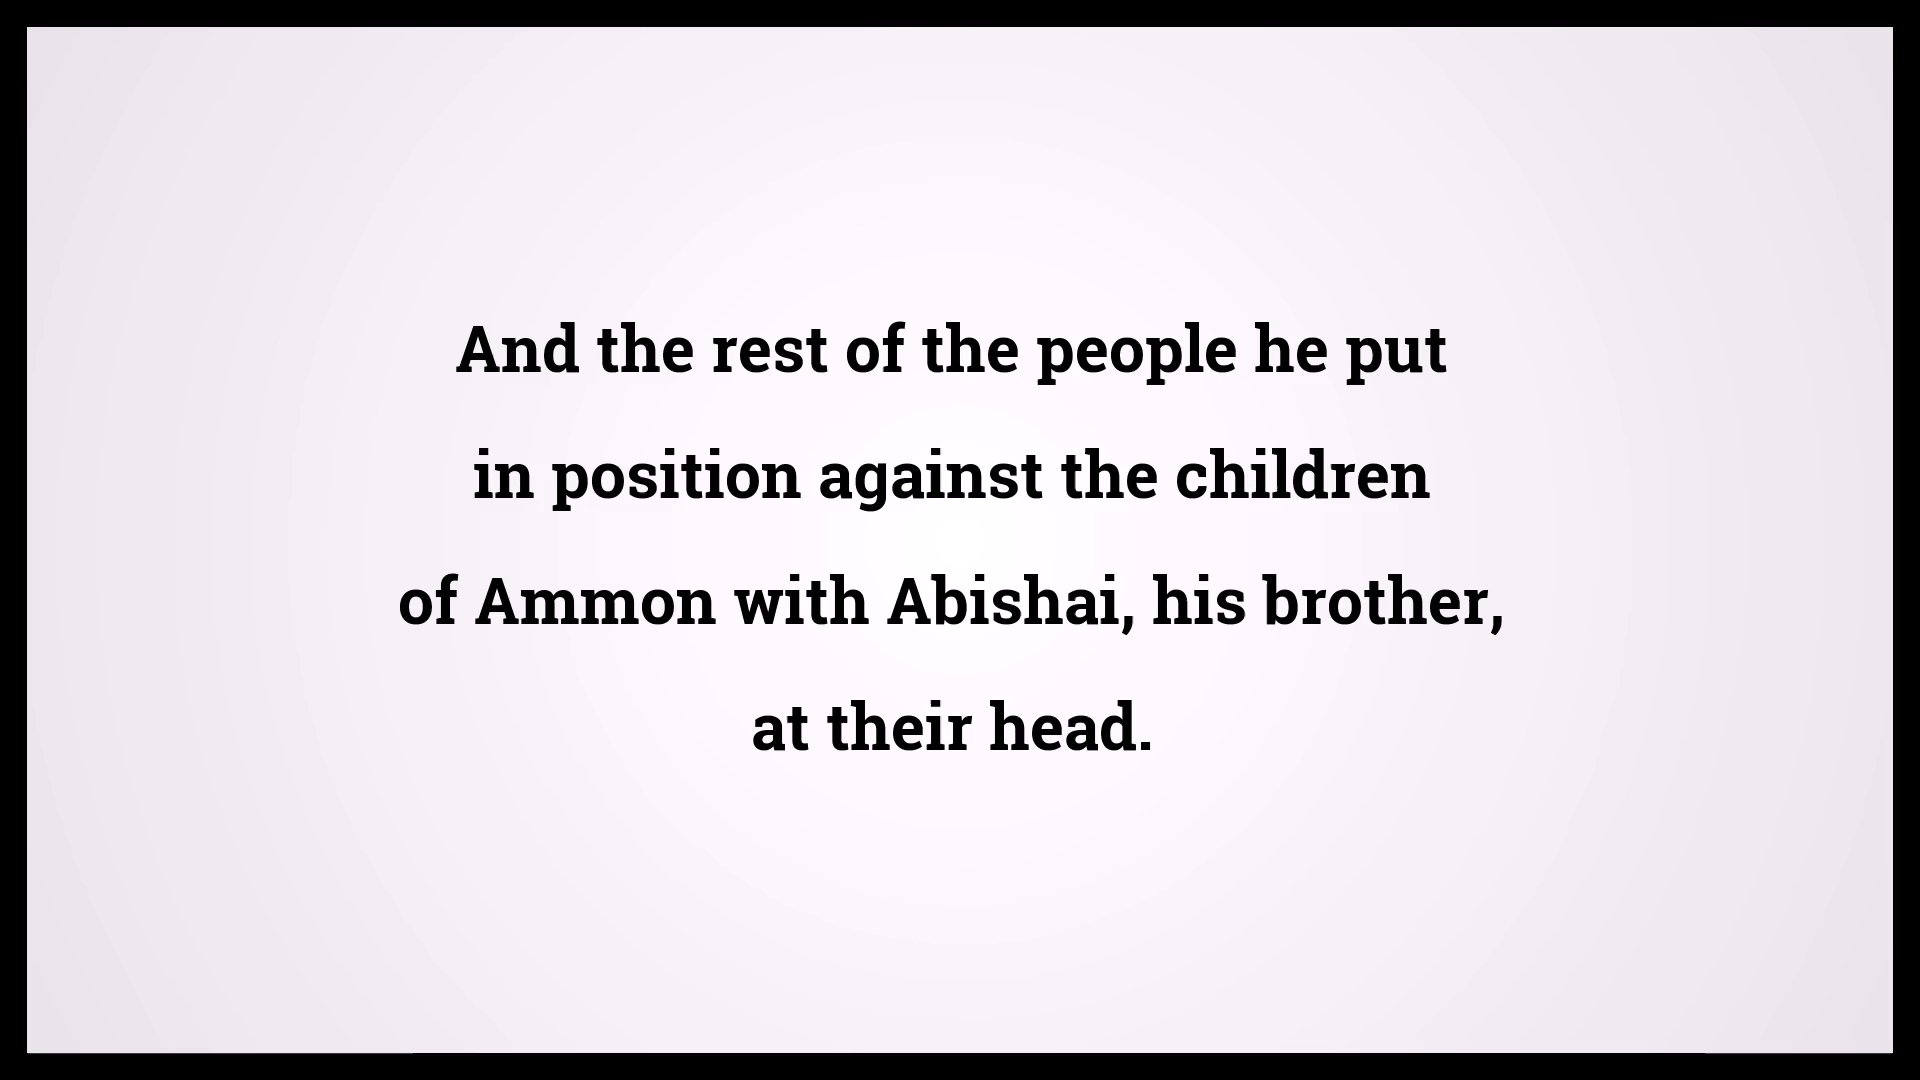 And the rest of the people he put
in position against the children
of Ammon with Abishai, his brother,
at their head.